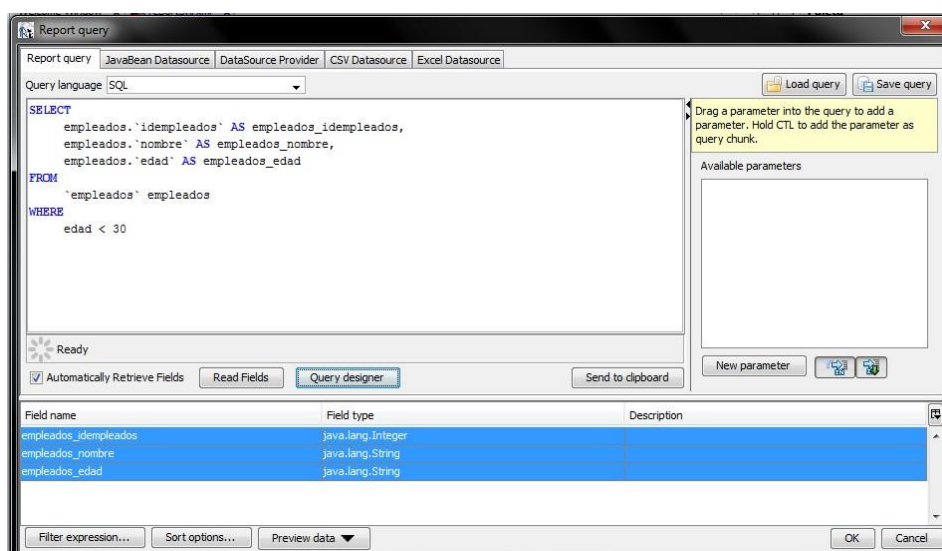 Report query
Report query JavaBean Datasource DataSource Provider CSV Datasource Excel Datasource
Query language SQL
Load query Save query
SELECT
empleados.`idempleados` AS empleados_idempleados,
empleados.`nombre` AS empleados_nombre,
empleados.`edad` AS empleados_edad
FROM
`empleados` empleados
WHERE
edad < 30
Drag a parameter into the query to add a
parameter. Hold CTL to add the parameter as
query chunk.
Available parameters
Ready
New parameter
Automatically Retrieve Fields Read Fields Query designer Send to clipboard
Field name Field type Description
empleados_idempleados java.lang.Integer
empleados_nombre java.lang.String
empleados_edad java.lang.String
Filter expression... Sort options... Preview data OK Cancel